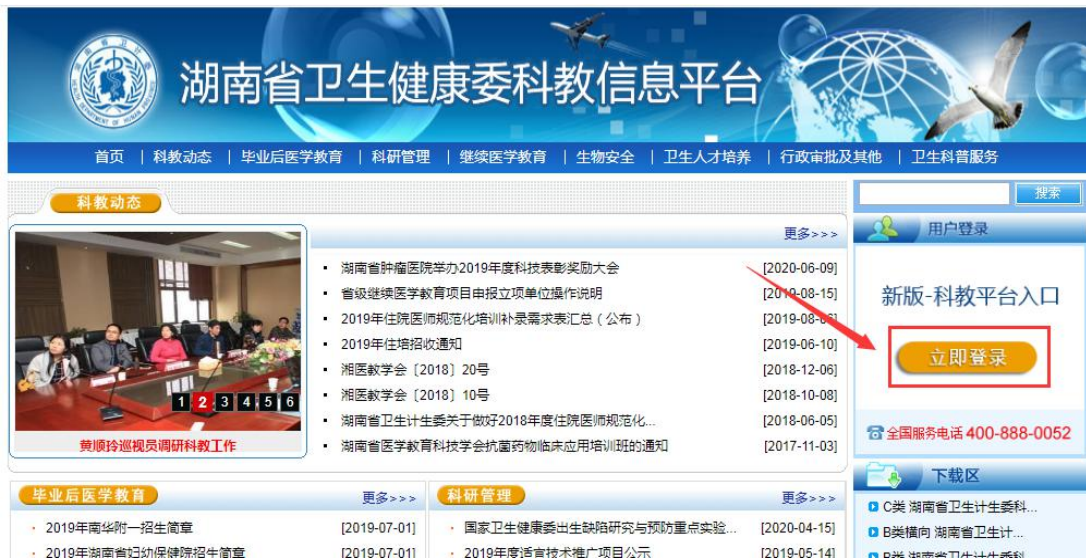 湖南省卫生健康委科教信息平台
首页 | 科教动态 | 毕业后医学教育 | 科研管理 | 继续医学教育 | 生物安全 | 卫生人才培养 | 行政审批及其他 | 卫生科普服务
科教动态
更多>>>
湖南省肿瘤医院举办2019年度科技表彰奖励大会 [2020-06-09]
省级继续医学教育项目申报立项单位操作说明 [2019-08-15]
2019年住院医师规范化培训补录需求表汇总（公布） [2019-08-06]
2019年住培招收通知 [2019-06-10]
湘医教学会〔2018〕20号 [2018-12-06]
湘医教学会〔2018〕10号 [2018-10-08]
湖南省卫生计生委关于做好2018年度住院医师规范化... [2018-06-05]
湖南省医学教育科技学会抗菌药物临床应用培训班的通知 [2017-11-03]
1 2 3 4 5 6
黄顺玲巡视员调研科教工作
搜索
用户登录
新版-科教平台入口
立即登录
全国服务电话 400-888-0052
下载区
C类 湖南省卫生计生委科...
B类横向 湖南省卫生计...
B类 湖南省卫生计生委科...
毕业后医学教育 更多>>>
2019年南华附一招生简章 [2019-07-01]
2019年湖南省妇幼保健院招生简章 [2019-07-01]
科研管理 更多>>>
国家卫生健康委出生缺陷研究与预防重点实验... [2020-04-15]
2019年度适宜技术推广项目公示 [2019-05-14]